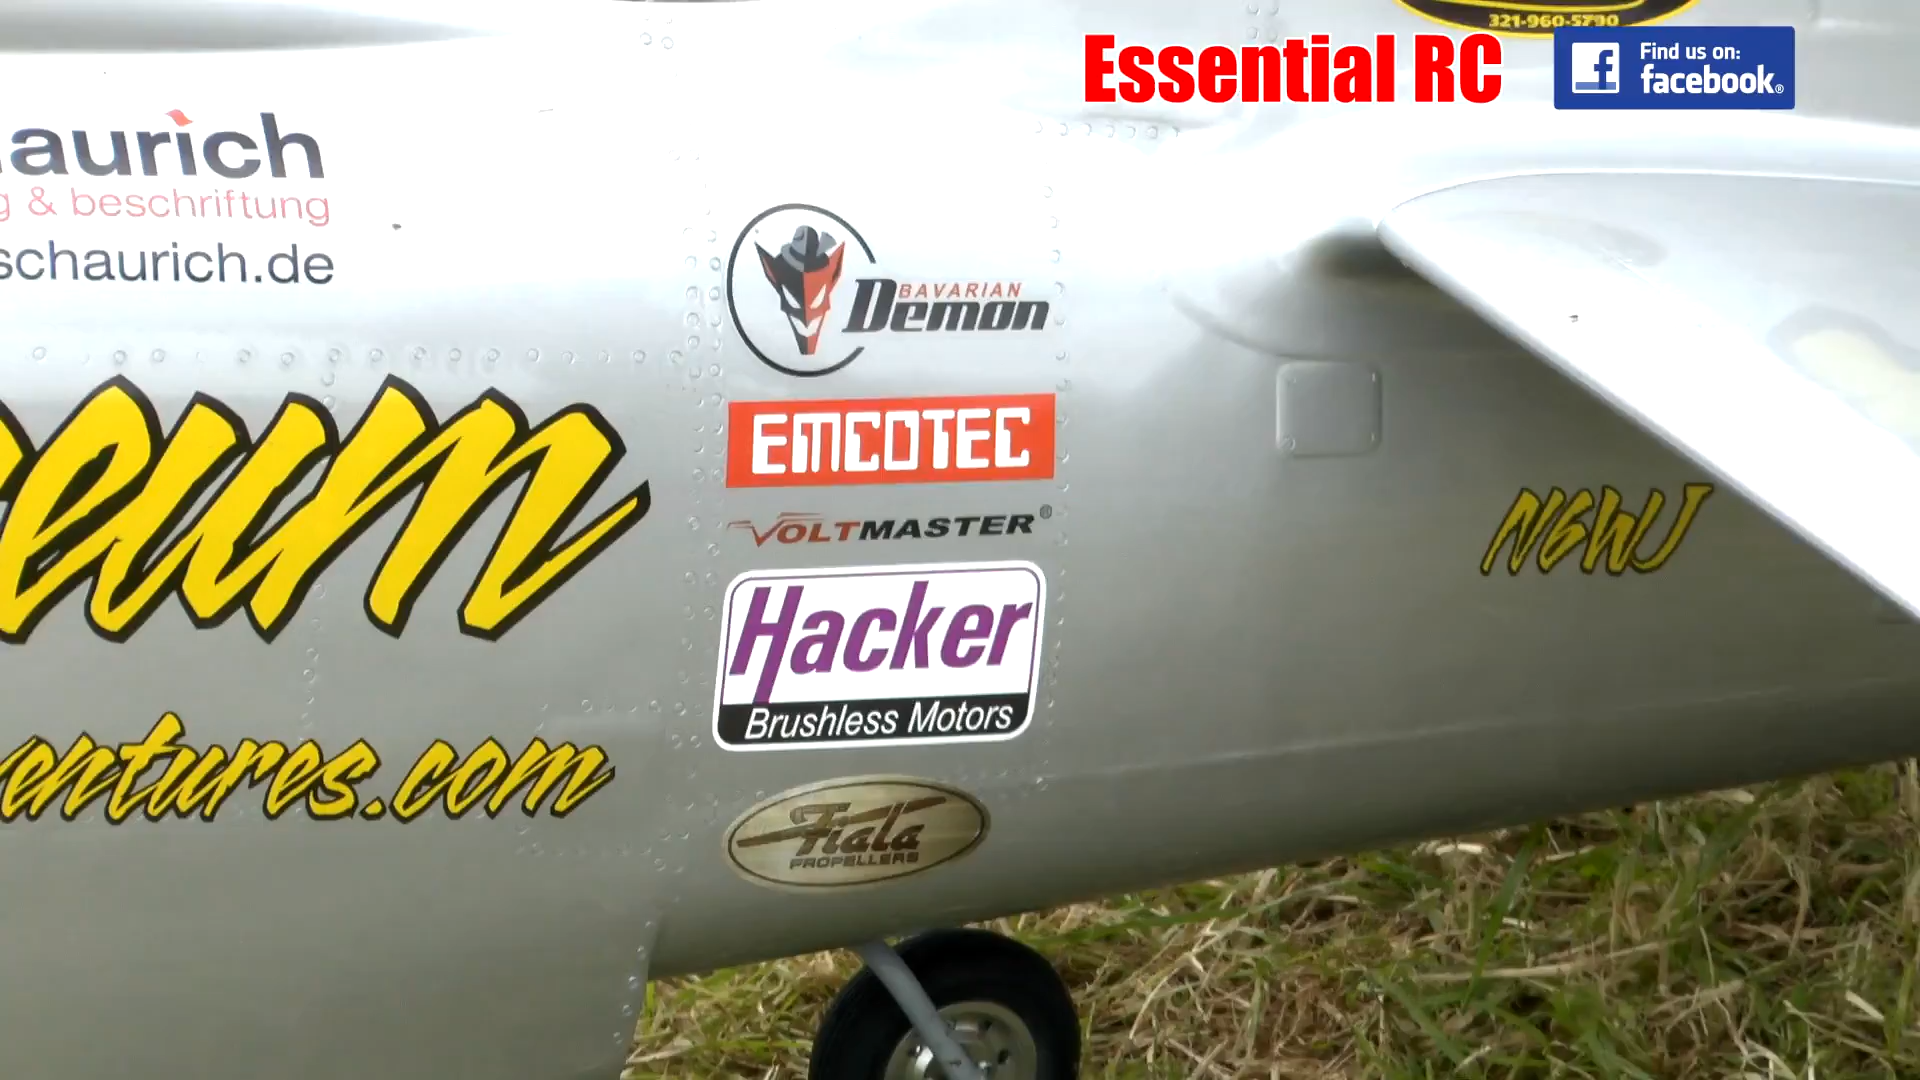 321-960-5790
Essential RC
Find us on:
facebook®
aurich
g & beschriftung
schaurich.de
BAVARIAN
Demon
EMCOTEC
VOLTMASTER®
eum
N6WJ
Hacker
Brushless Motors
entures.com
Fiala
PROPELLERS